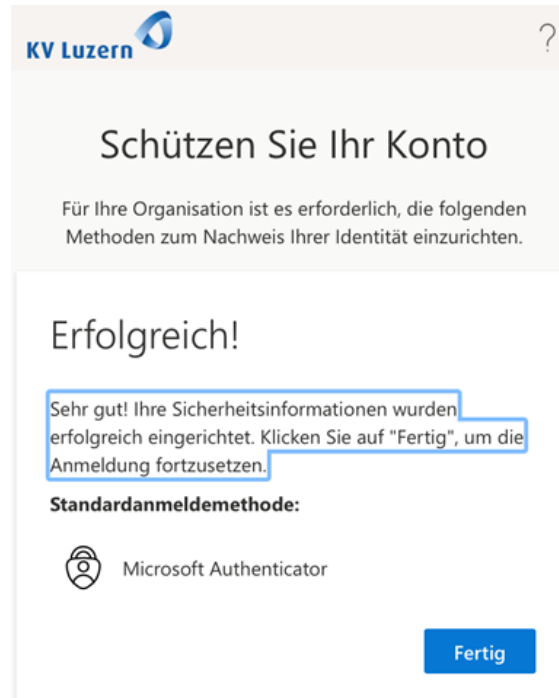 KV Luzern
?
Schützen Sie Ihr Konto
Für Ihre Organisation ist es erforderlich, die folgenden
Methoden zum Nachweis Ihrer Identität einzurichten.
Erfolgreich!
Sehr gut! Ihre Sicherheitsinformationen wurden
erfolgreich eingerichtet. Klicken Sie auf "Fertig", um die
Anmeldung fortzusetzen.
Standardanmeldemethode:
Microsoft Authenticator
Fertig